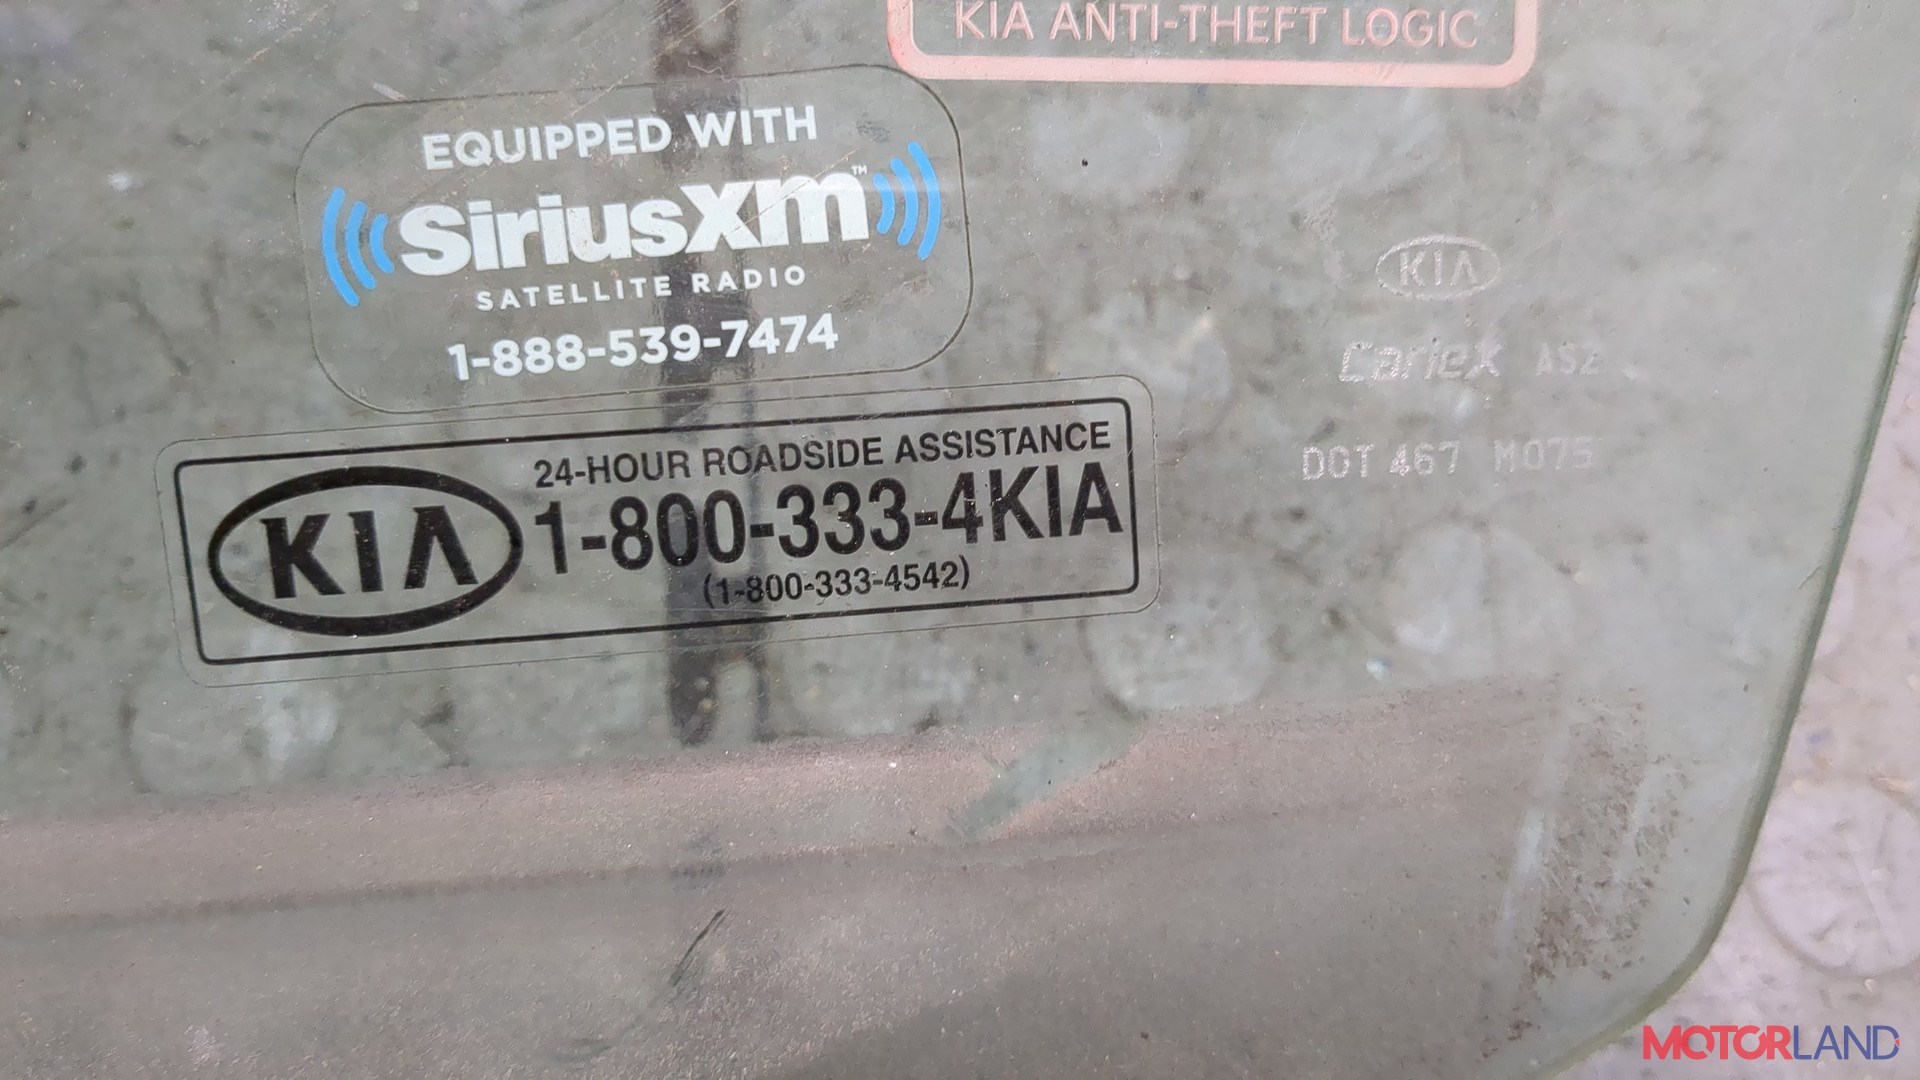 KIA ANTI-THEFT LOGIC
EQUIPPED WITH
SiriusXm™
SATELLITE RADIO
1-888-539-7474
KIA
Carlex AS2
DOT 467 M075
24-HOUR ROADSIDE ASSISTANCE
KIA 1-800-333-4KIA
(1-800-333-4542)
MOTORLAND